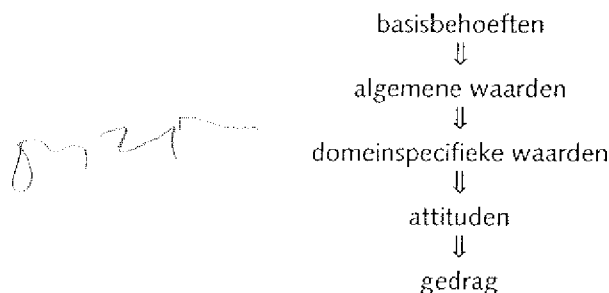 basisbehoeften
⇓
algemene waarden
⇓
domeinspecifieke waarden
⇓
attituden
⇓
gedrag